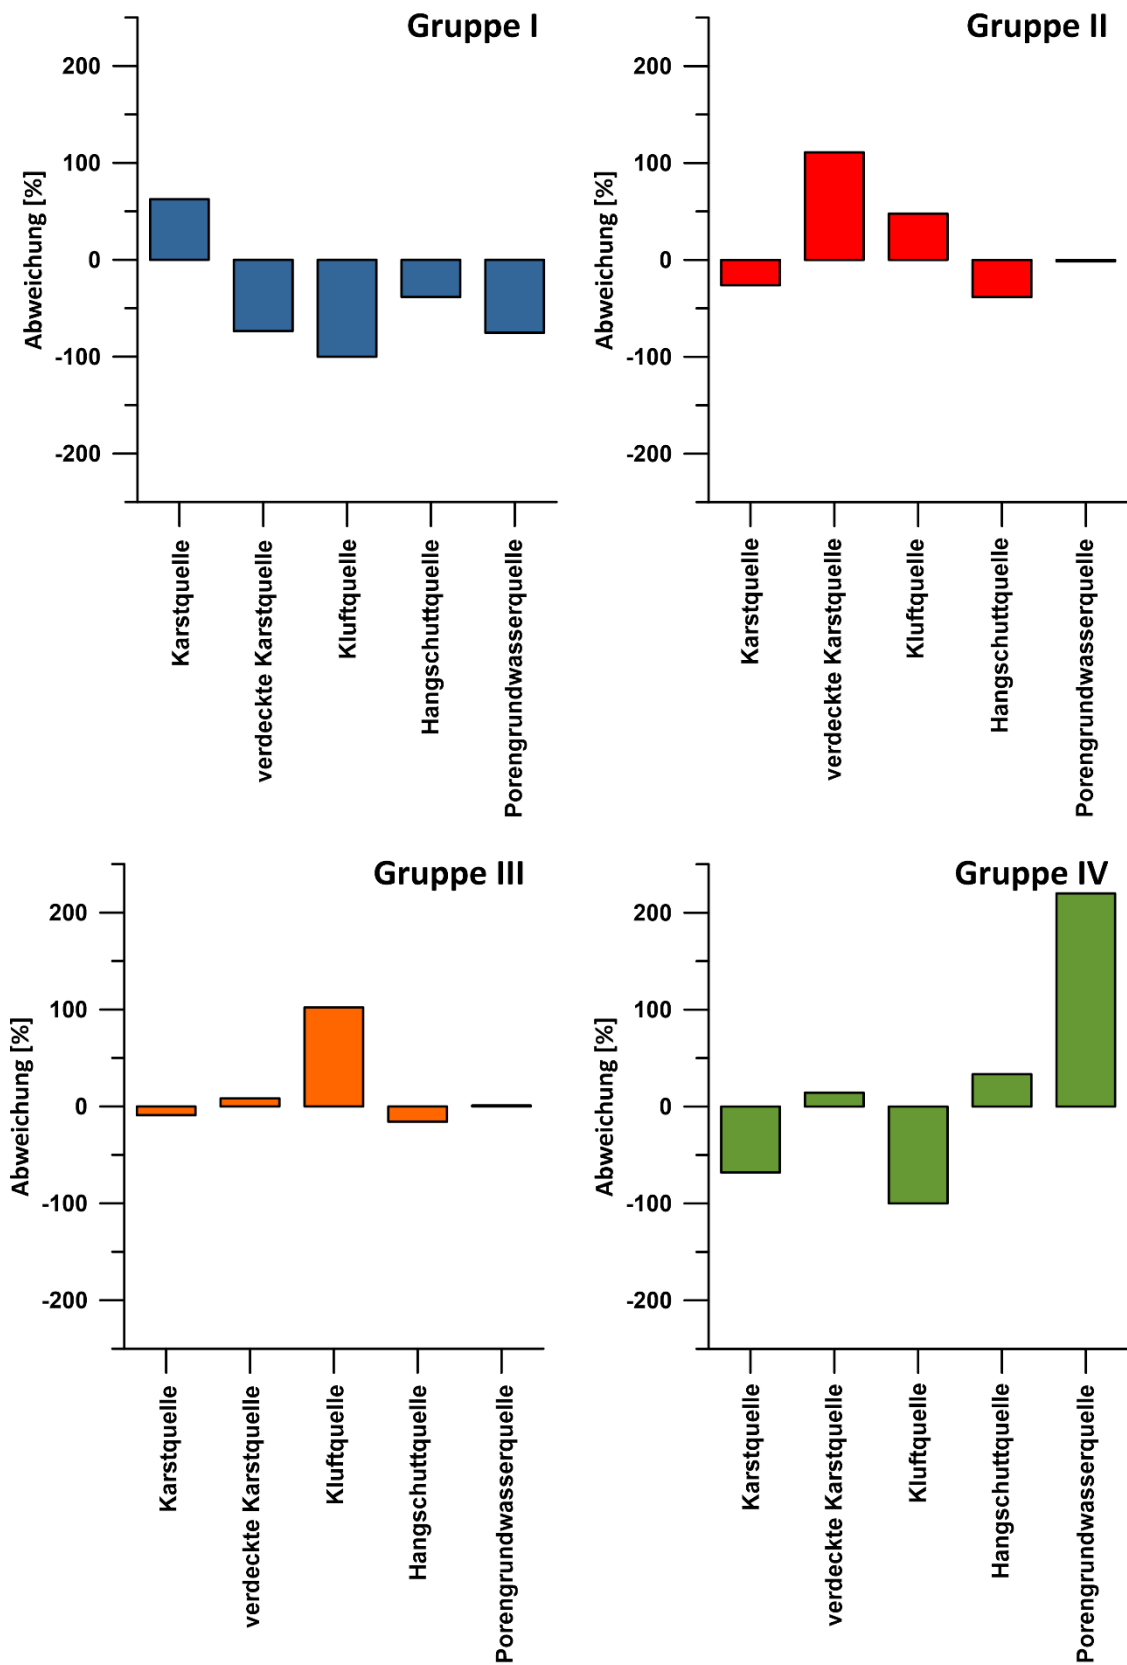 Gruppe I
Abweichung [%]
200
100
0
-100
-200
Karstquelle
verdeckte Karstquelle
Kluftquelle
Hangschuttquelle
Porengrundwasserquelle
Gruppe II
Abweichung [%]
200
100
0
-100
-200
Karstquelle
verdeckte Karstquelle
Kluftquelle
Hangschuttquelle
Porengrundwasserquelle
Gruppe III
Abweichung [%]
200
100
0
-100
-200
Karstquelle
verdeckte Karstquelle
Kluftquelle
Hangschuttquelle
Porengrundwasserquelle
Gruppe IV
Abweichung [%]
200
100
0
-100
-200
Karstquelle
verdeckte Karstquelle
Kluftquelle
Hangschuttquelle
Porengrundwasserquelle